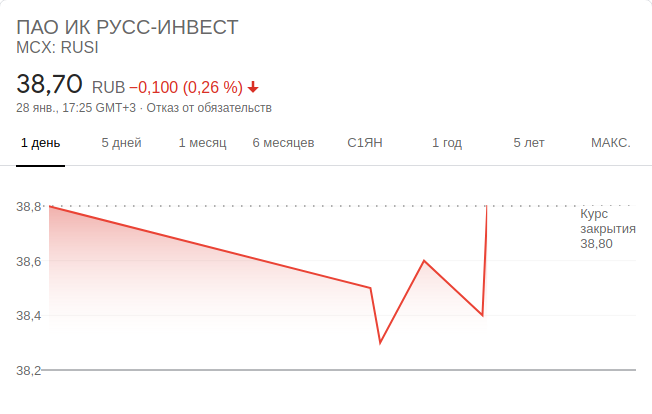 ПАО ИК РУСС-ИНВЕСТ
MCX: RUSI
38,70 RUB −0,100 (0,26 %)
28 янв., 17:25 GMT+3 · Отказ от обязательств
1 день 5 дней 1 месяц 6 месяцев С1ЯН 1 год 5 лет МАКС.
38,8
Курс
закрытия
38,80
38,6
38,4
38,2